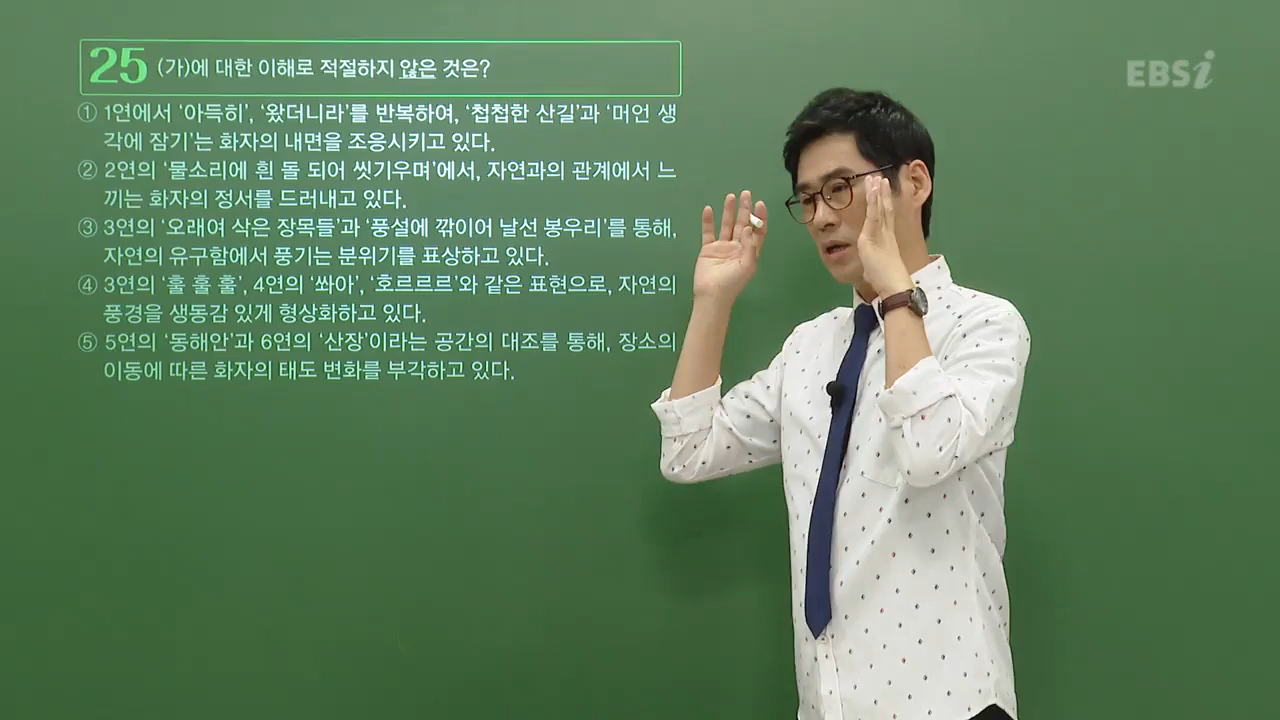 25 (가)에 대한 이해로 적절하지 않은 것은?
EBSi
① 1연에서 ‘아득히’, ‘왔더니라’를 반복하여, ‘첩첩한 산길’과 ‘머언 생
각에 잠기’는 화자의 내면을 조응시키고 있다.
② 2연의 ‘물소리에 흰 돌 되어 씻기우며’에서, 자연과의 관계에서 느
끼는 화자의 정서를 드러내고 있다.
③ 3연의 ‘오래여 삭은 장목들’과 ‘풍설에 깎이어 날선 봉우리’를 통해,
자연의 유구함에서 풍기는 분위기를 표상하고 있다.
④ 3연의 ‘훌 훌 훌’, 4연의 ‘쏴아’, ‘호르르르’와 같은 표현으로, 자연의
풍경을 생동감 있게 형상화하고 있다.
⑤ 5연의 ‘동해안’과 6연의 ‘산장’이라는 공간의 대조를 통해, 장소의
이동에 따른 화자의 태도 변화를 부각하고 있다.